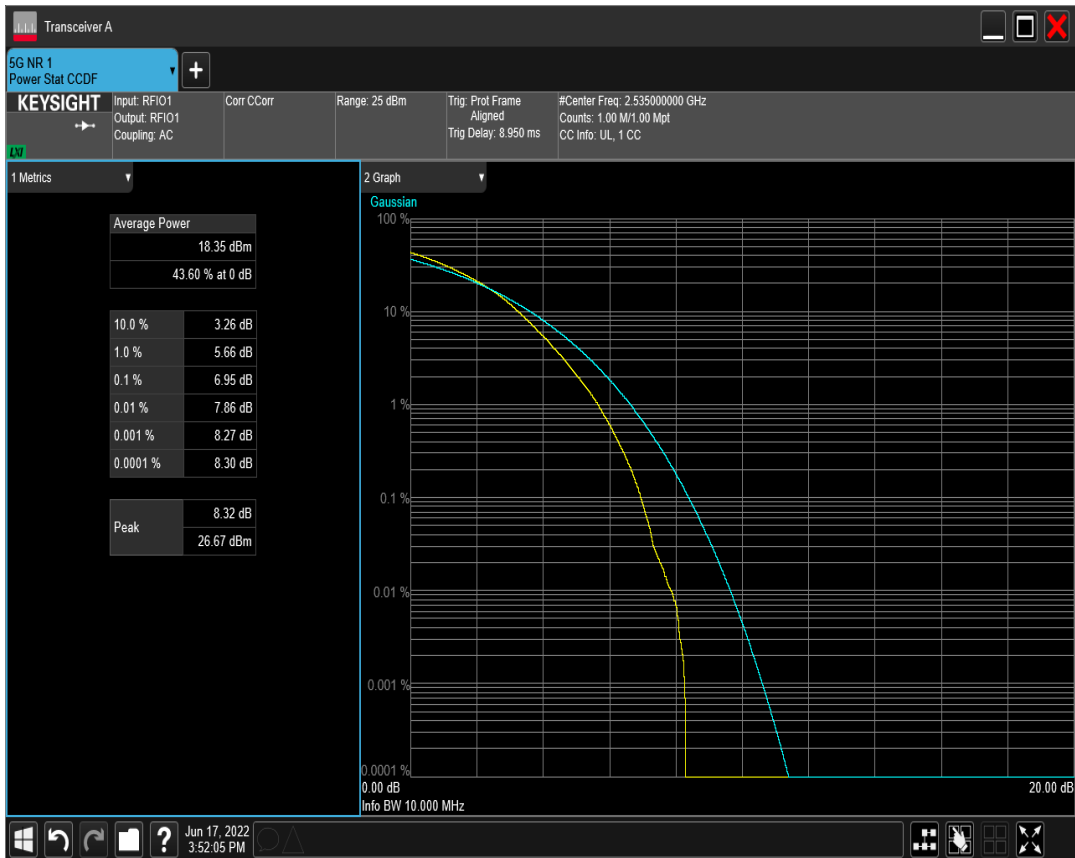 Transceiver A
5G NR 1
Power Stat CCDF
KEYSIGHT
LXI
Input: RFIO1
Output: RFIO1
Coupling: AC
Corr CCorr
Range: 25 dBm
Trig: Prot Frame
Aligned
Trig Delay: 8.950 ms
#Center Freq: 2.535000000 GHz
Counts: 1.00 M/1.00 Mpt
CC Info: UL, 1 CC
1 Metrics
Average Power
18.35 dBm
43.60 % at 0 dB
10.0 % 3.26 dB
1.0 % 5.66 dB
0.1 % 6.95 dB
0.01 % 7.86 dB
0.001 % 8.27 dB
0.0001 % 8.30 dB
Peak
8.32 dB
26.67 dBm
2 Graph
Gaussian
100 %
10 %
1 %
0.1 %
0.01 %
0.001 %
0.0001 %
0.00 dB 20.00 dB
Info BW 10.000 MHz
?
Jun 17, 2022
3:52:05 PM